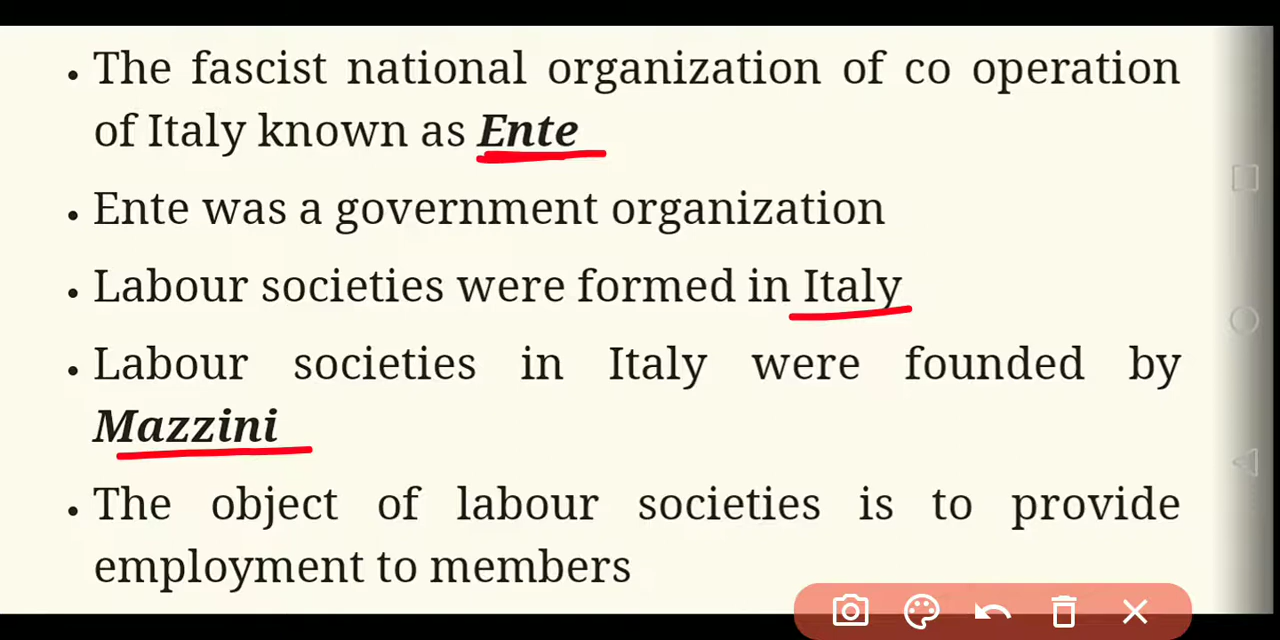 • The fascist national organization of co operation
of Italy known as Ente
• Ente was a government organization
• Labour societies were formed in Italy
• Labour societies in Italy were founded by
Mazzini
• The object of labour societies is to provide
employment to members